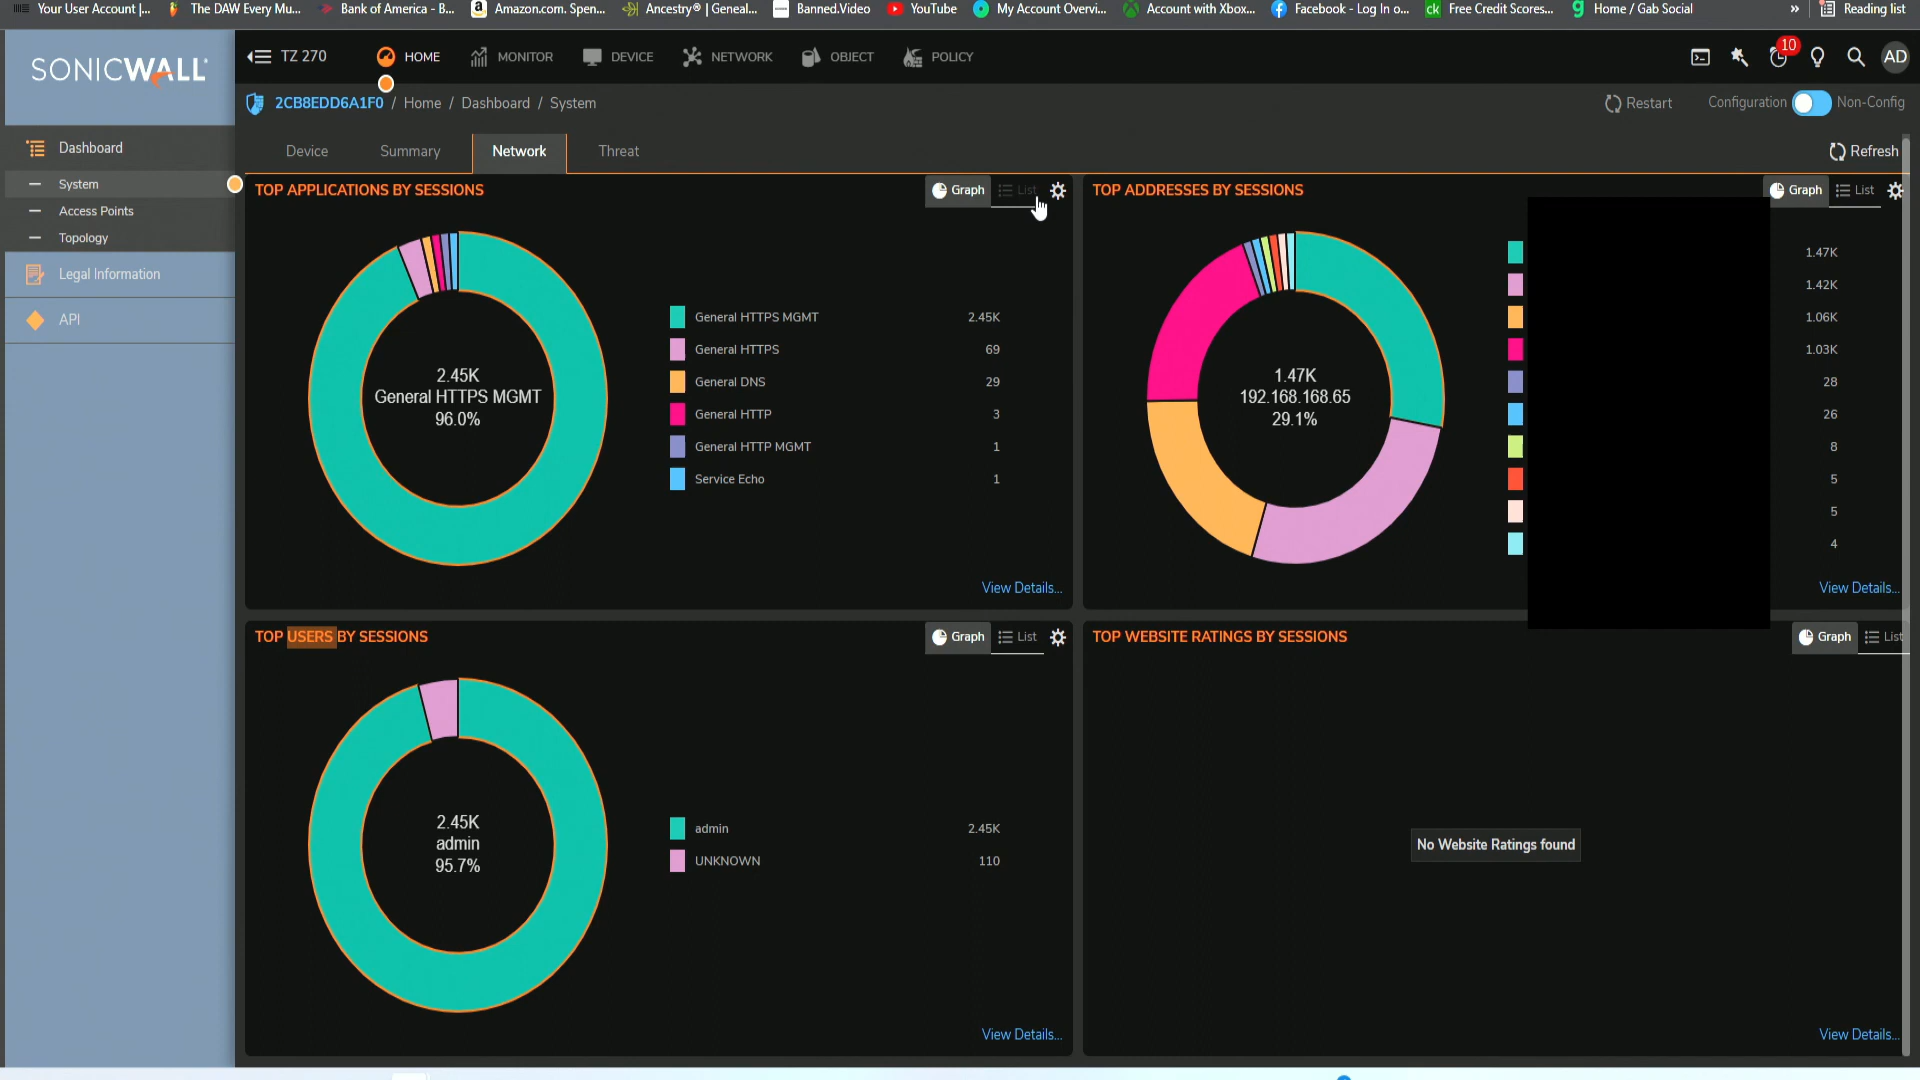 Your User Account |...
The DAW Every Mu...
Bank of America - B...
Amazon.com. Spen...
Ancestry® | Geneal...
Banned.Video
YouTube
My Account Overvi...
Account with Xbox...
Facebook - Log In o...
ck
Free Credit Scores...
Home / Gab Social
»
Reading list
SONICWALL
TZ 270
HOME
MONITOR
DEVICE
NETWORK
OBJECT
POLICY
10
AD
2CB8EDD6A1F0 / Home / Dashboard / System
Restart
Configuration
Non-Config
Dashboard
System
Access Points
Topology
Legal Information
API
Device
Summary
Network
Threat
Refresh
TOP APPLICATIONS BY SESSIONS
Graph
List
2.45K
General HTTPS MGMT
96.0%
General HTTPS MGMT 2.45K
General HTTPS 69
General DNS 29
General HTTP 3
General HTTP MGMT 1
Service Echo 1
View Details...
TOP ADDRESSES BY SESSIONS
Graph
List
1.47K
192.168.168.65
29.1%
1.47K
1.42K
1.06K
1.03K
28
26
8
5
5
4
View Details...
TOP USERS BY SESSIONS
Graph
List
2.45K
admin
95.7%
admin 2.45K
UNKNOWN 110
View Details...
TOP WEBSITE RATINGS BY SESSIONS
Graph
List
No Website Ratings found
View Details...